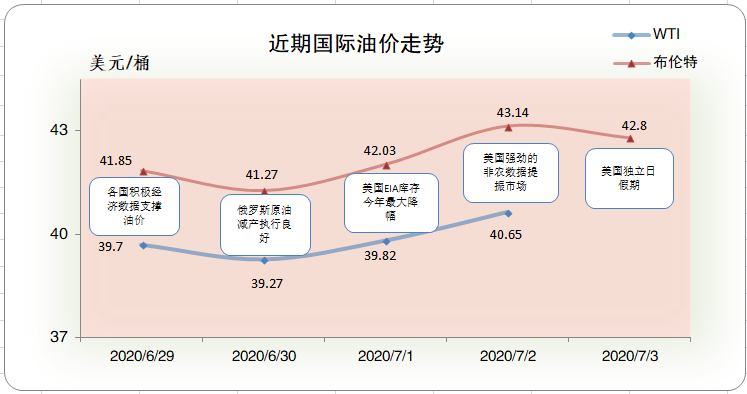 近期国际油价走势
WTI
布伦特
美元/桶
43
40
37
41.85
41.27
42.03
43.14
42.8
各国积极经
济数据支撑
油价
俄罗斯原油
减产执行良
好
美国EIA库存
今年最大降
幅
美国强劲的
非农数据提
振市场
美国独立日
假期
39.7
39.27
39.82
40.65
2020/6/29
2020/6/30
2020/7/1
2020/7/2
2020/7/3